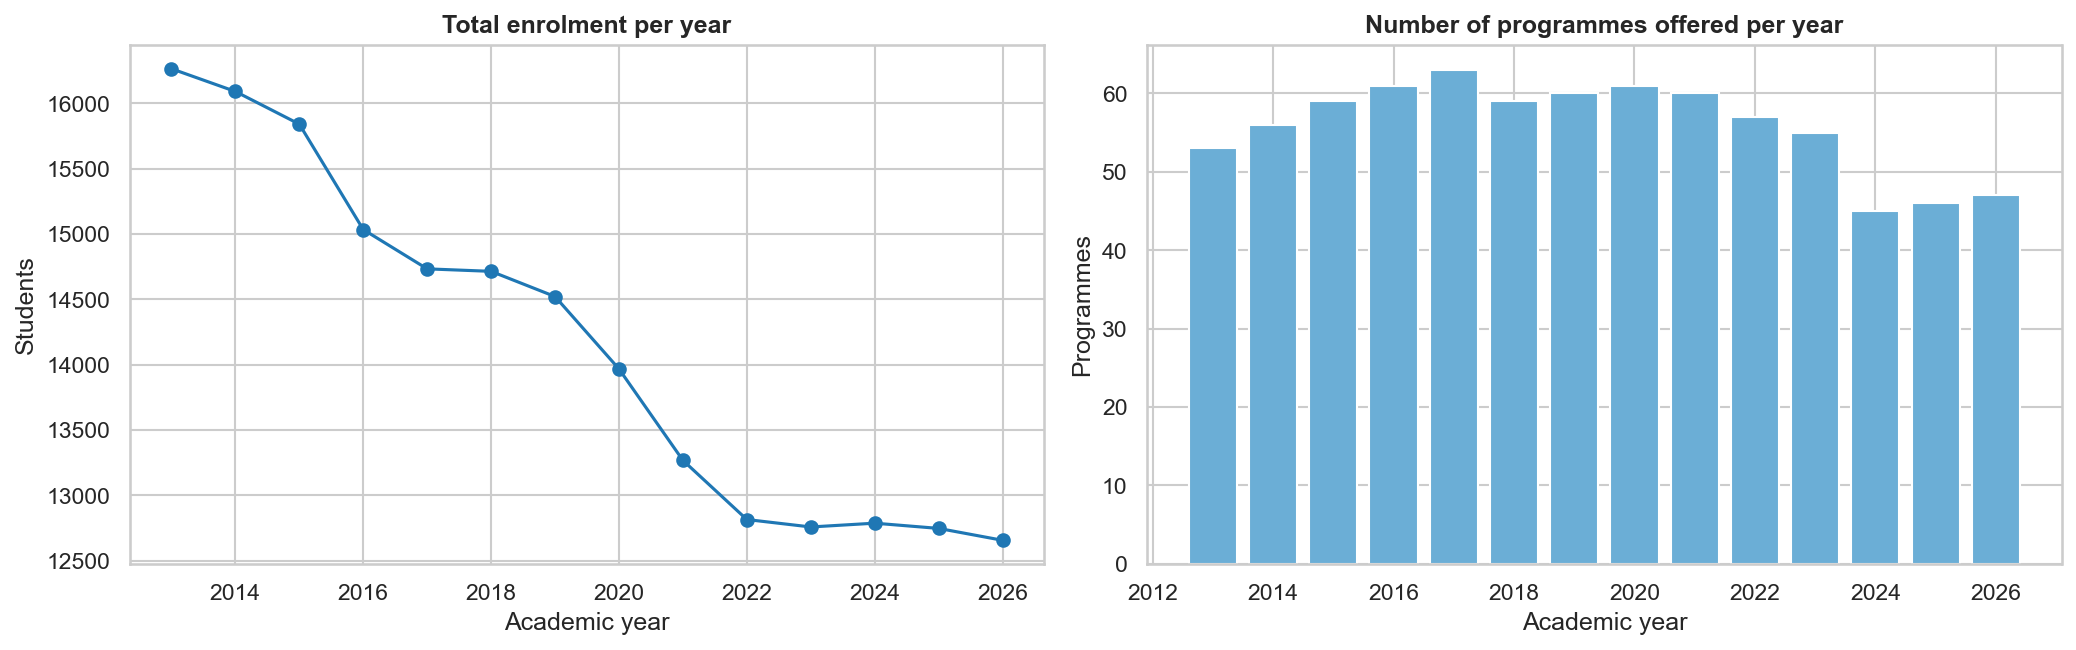 Total enrolment per year
Students
16000
15500
15000
14500
14000
13500
13000
12500
2014 2016 2018 2020 2022 2024 2026
Academic year
Number of programmes offered per year
Programmes
60
50
40
30
20
10
0
2012 2014 2016 2018 2020 2022 2024 2026
Academic year